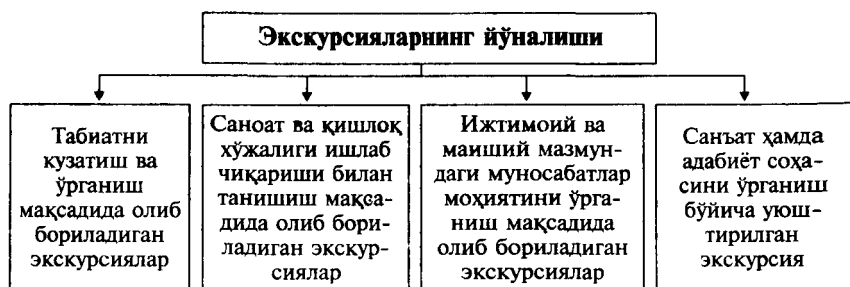 Экскурсияларнинг йўналиши
Табиатни
кузатиш ва
ўрганиш
мақсадида олиб
бориладиган
экскурсиялар
Саноат ва қишлоқ
хўжалиги ишлаб
чиқариши билан
танишиш мақса-
дида олиб бори-
ладиган экскур-
сиялар
Ижтимоий ва
маиший мазмун-
даги муносабатлар
моҳиятини ўрга-
ниш мақсадида
олиб бориладиган
экскурсиялар
Санъат ҳамда
адабиёт соҳа-
сини ўрганиш
бўйича уюш-
тирилган
экскурсия